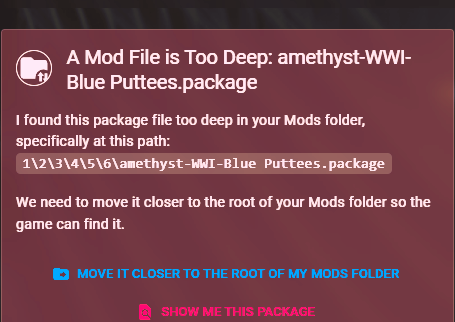 A Mod File is Too Deep: amethyst-WWI-
Blue Puttees.package
I found this package file too deep in your Mods folder,
specifically at this path:
1\2\3\4\5\6\amethyst-WWI-Blue Puttees.package
We need to move it closer to the root of your Mods folder so the
game can find it.
MOVE IT CLOSER TO THE ROOT OF MY MODS FOLDER
SHOW ME THIS PACKAGE